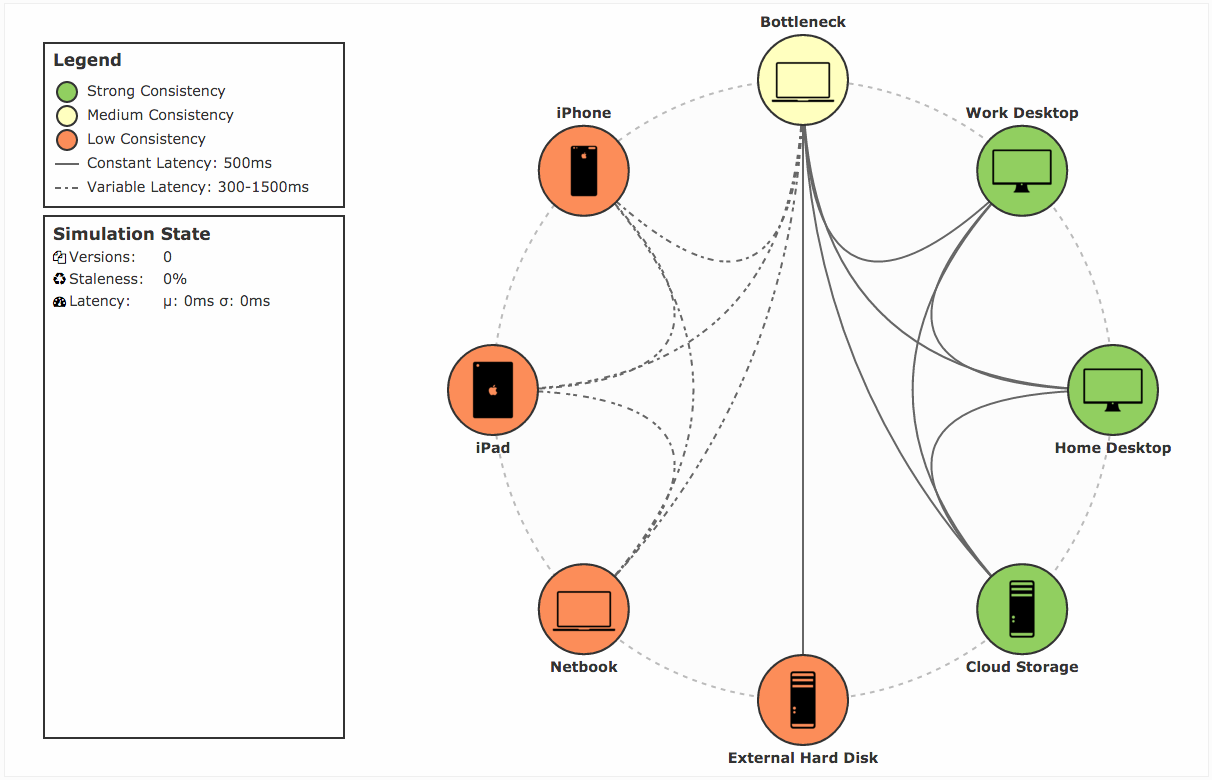 Legend
Strong Consistency
Medium Consistency
Low Consistency
Constant Latency: 500ms
Variable Latency: 300-1500ms
Simulation State
Versions: 0
Staleness: 0%
Latency: μ: 0ms σ: 0ms
Bottleneck
iPhone
Work Desktop
iPad
Home Desktop
Netbook
Cloud Storage
External Hard Disk